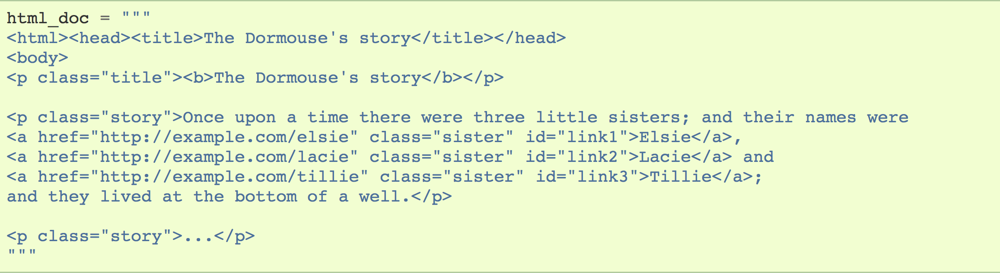 html_doc = """
<html><head><title>The Dormouse's story</title></head>
<body>
<p class="title"><b>The Dormouse's story</b></p>
<p class="story">Once upon a time there were three little sisters; and their names were
<a href="http://example.com/elsie" class="sister" id="link1">Elsie</a>,
<a href="http://example.com/lacie" class="sister" id="link2">Lacie</a> and
<a href="http://example.com/tillie" class="sister" id="link3">Tillie</a>;
and they lived at the bottom of a well.</p>
<p class="story">...</p>
"""